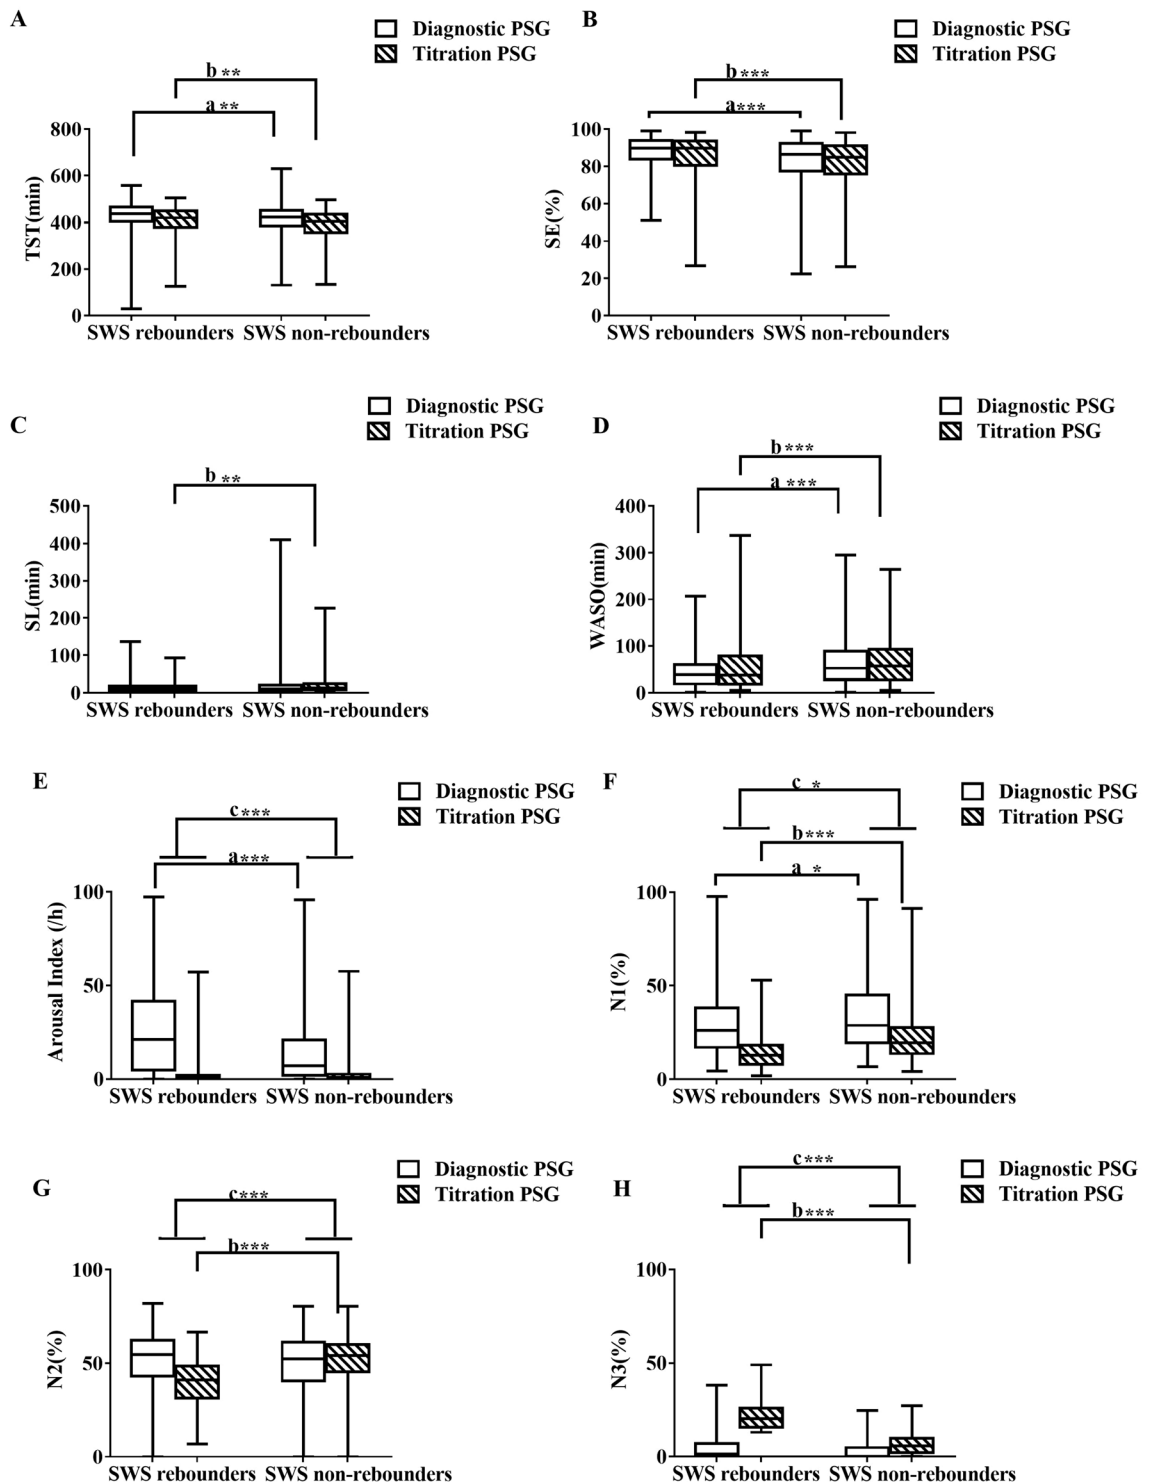 A
Diagnostic PSG
Titration PSG
b **
a **
800
600
400
200
0
TST(min)
SWS rebounders
SWS non-rebounders
B
Diagnostic PSG
Titration PSG
b***
a***
100
80
60
40
20
0
SE(%)
SWS rebounders
SWS non-rebounders
C
Diagnostic PSG
Titration PSG
b **
500
400
300
200
100
0
SL(min)
SWS rebounders
SWS non-rebounders
D
Diagnostic PSG
Titration PSG
b ***
a ***
400
300
200
100
0
WASO(min)
SWS rebounders
SWS non-rebounders
E
Diagnostic PSG
Titration PSG
c***
a***
100
50
0
Arousal Index (/h)
SWS rebounders
SWS non-rebounders
F
Diagnostic PSG
Titration PSG
c *
b***
a *
100
50
0
N1(%)
SWS rebounders
SWS non-rebounders
G
Diagnostic PSG
Titration PSG
c***
b***
100
50
0
N2(%)
SWS rebounders
SWS non-rebounders
H
Diagnostic PSG
Titration PSG
c***
b***
100
50
0
N3(%)
SWS rebounders
SWS non-rebounders